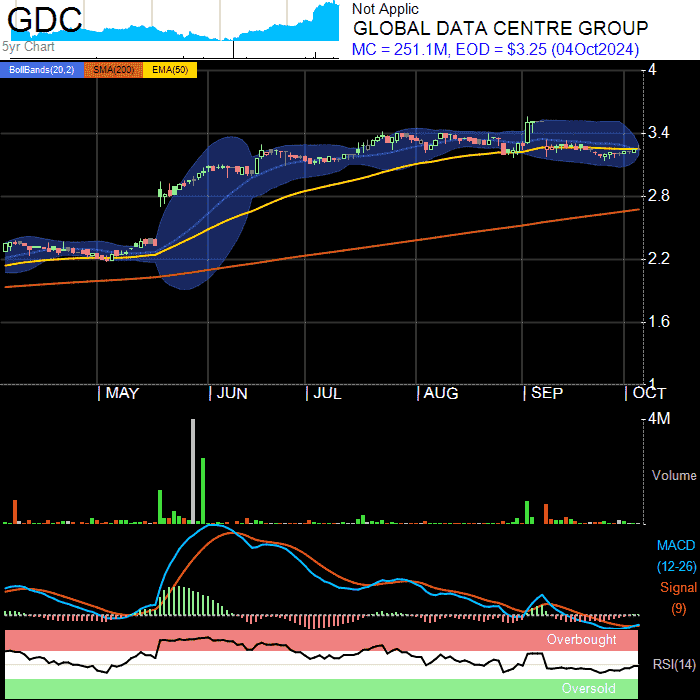 GDC
5yr Chart
Not Applic
GLOBAL DATA CENTRE GROUP
MC = 251.1M, EOD = $3.25 (04Oct2024)
BollBands(20,2) SMA(200) EMA(50)
4
3.4
2.8
2.2
1.6
1
MAY JUN JUL AUG SEP OCT
4M
Volume
MACD
(12-26)
Signal
(9)
Overbought
RSI(14)
Oversold